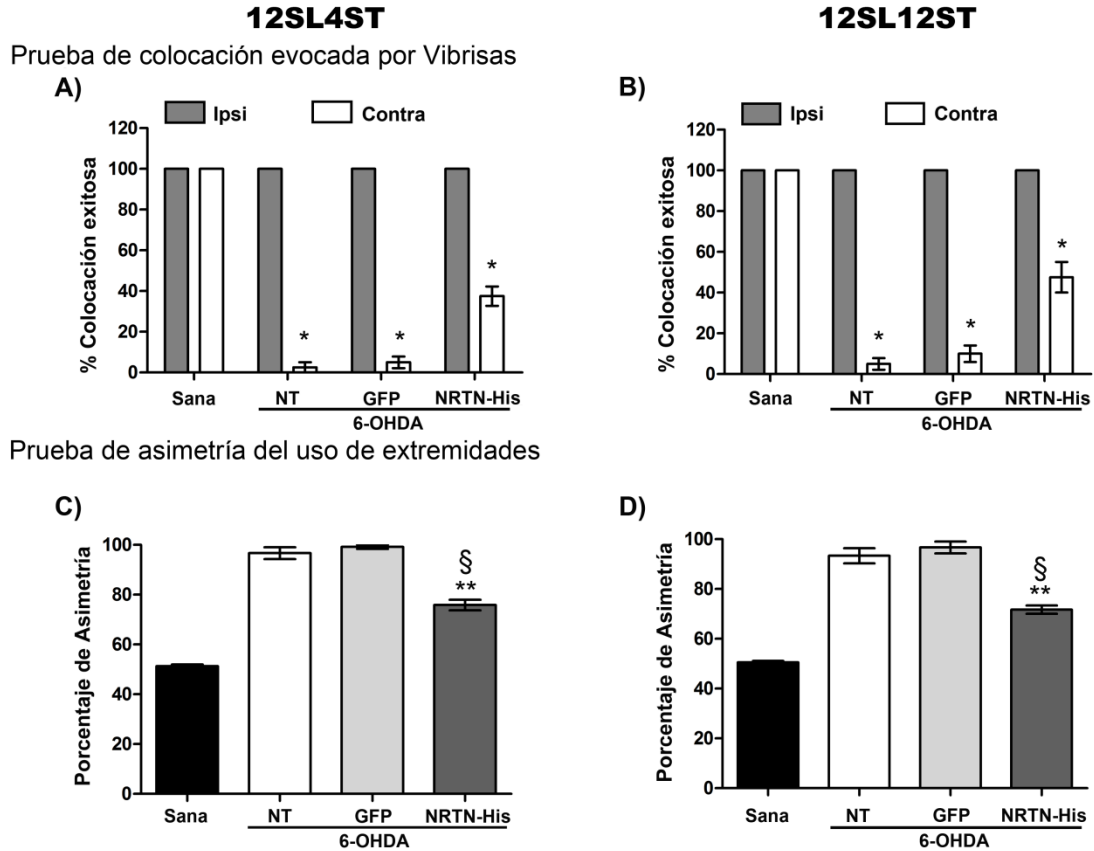 12SL4ST
12SL12ST
Prueba de colocación evocada por Vibrisas
A)
Ipsi
Contra
% Colocación exitosa
120
100
80
60
40
20
0
*
*
*
Sana
NT
GFP
NRTN-His
6-OHDA
B)
Ipsi
Contra
% Colocación exitosa
120
100
80
60
40
20
0
*
*
*
Sana
NT
GFP
NRTN-His
6-OHDA
Prueba de asimetría del uso de extremidades
C)
Porcentaje de Asimetría
100
80
60
40
20
0
§
**
Sana
NT
GFP
NRTN-His
6-OHDA
D)
Porcentaje de Asimetría
100
80
60
40
20
0
§
**
Sana
NT
GFP
NRTN-His
6-OHDA